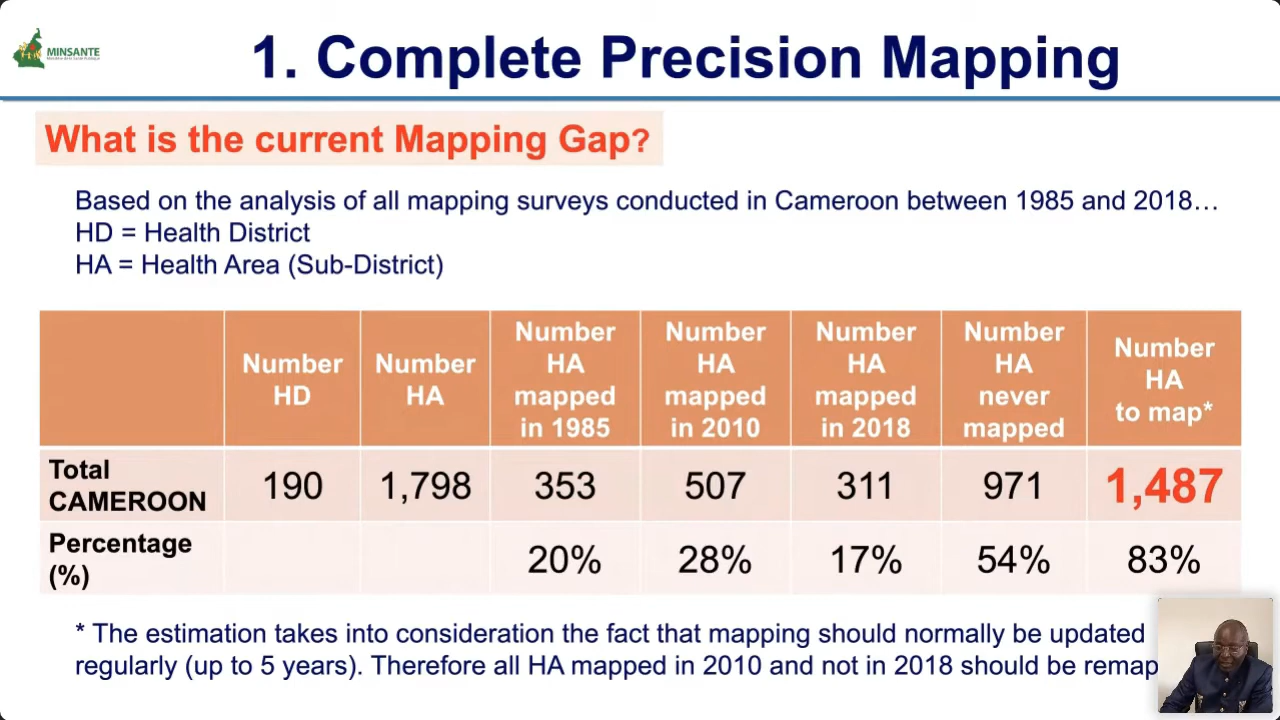 MINSANTE
1. Complete Precision Mapping
What is the current Mapping Gap?
Based on the analysis of all mapping surveys conducted in Cameroon between 1985 and 2018…
HD = Health District
HA = Health Area (Sub-District)
Number HD
Number HA
Number HA mapped in 1985
Number HA mapped in 2010
Number HA mapped in 2018
Number HA never mapped
Number HA to map*
Total CAMEROON 190 1,798 353 507 311 971 1,487
Percentage (%) 20% 28% 17% 54% 83%
* The estimation takes into consideration the fact that mapping should normally be updated
regularly (up to 5 years). Therefore all HA mapped in 2010 and not in 2018 should be remap